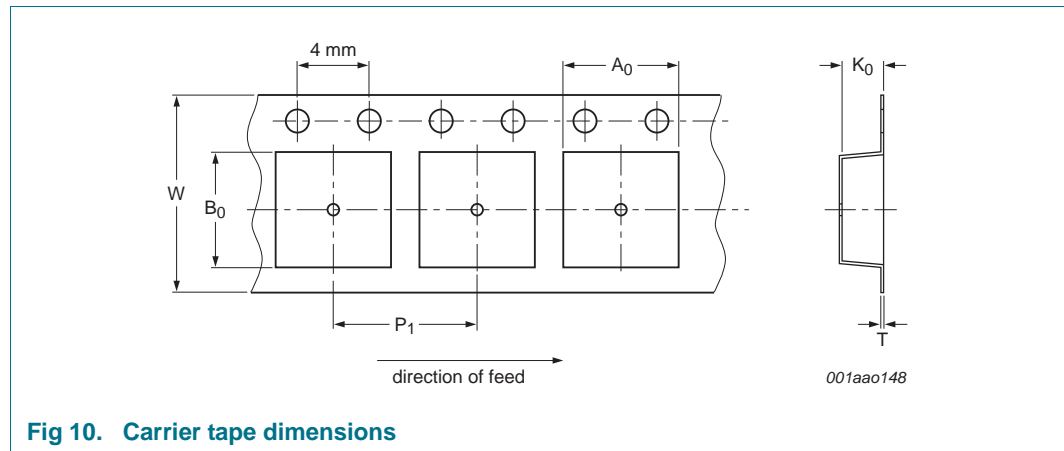 4 mm
A0
K0
W
B0
P1
T
direction of feed
001aao148
Fig 10. Carrier tape dimensions